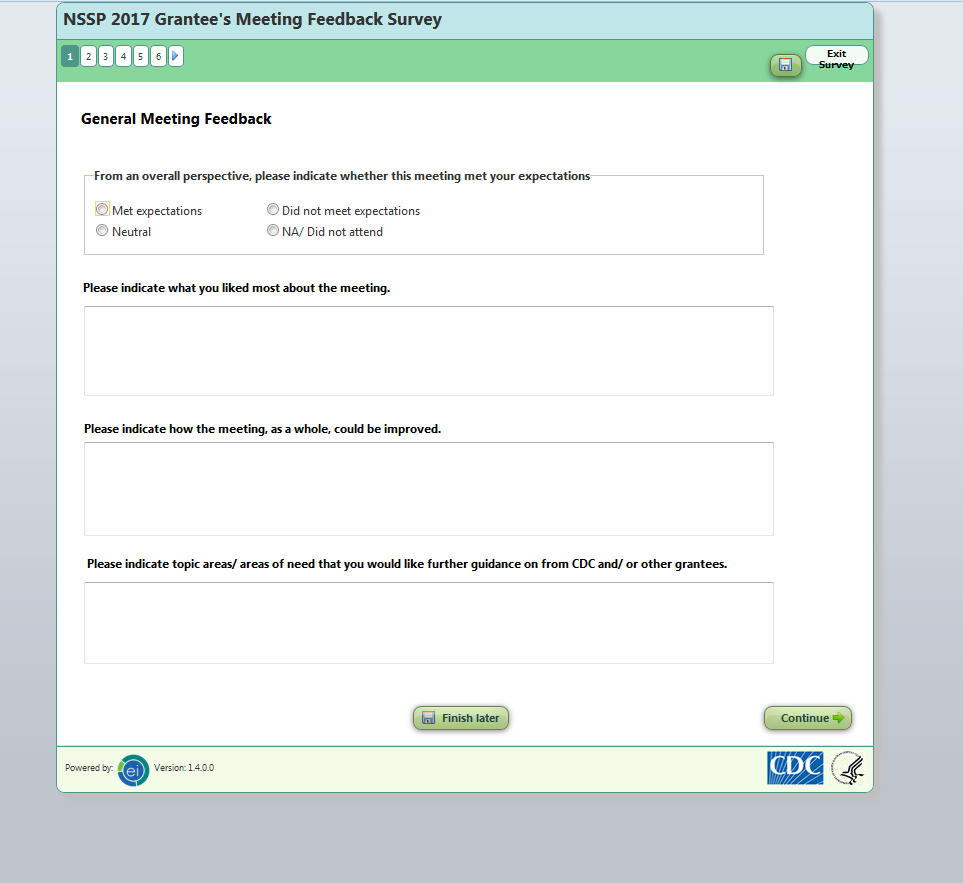 NSSP 2017 Grantee's Meeting Feedback Survey
1 2 3 4 5 6
Exit
Survey
General Meeting Feedback
From an overall perspective, please indicate whether this meeting met your expectations
Met expectations Did not meet expectations
Neutral NA/ Did not attend
Please indicate what you liked most about the meeting.
Please indicate how the meeting, as a whole, could be improved.
Please indicate topic areas/ areas of need that you would like further guidance on from CDC and/ or other grantees.
Finish later Continue
Powered by: ei Version: 1.4.0.0 CDC